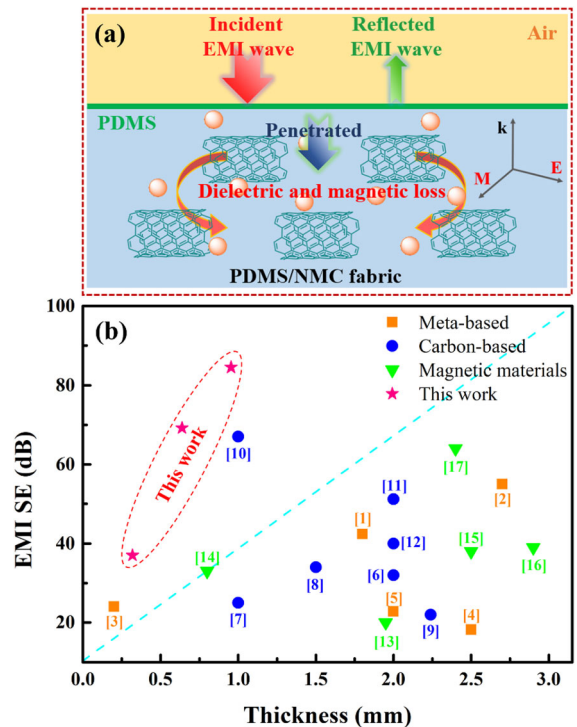 (a)
Incident
EMI wave
Reflected
EMI wave
Air
PDMS
Penetrated
k
E
M
Dielectric and magnetic loss
PDMS/NMC fabric
(b)
Meta-based
Carbon-based
Magnetic materials
This work
This work
[10]
[17]
[11]
[2]
[1]
[12]
[15]
[16]
[14]
[8]
[6]
[3]
[7]
[5]
[9]
[4]
[13]
100
80
60
40
20
EMI SE (dB)
0.0 0.5 1.0 1.5 2.0 2.5 3.0
Thickness (mm)